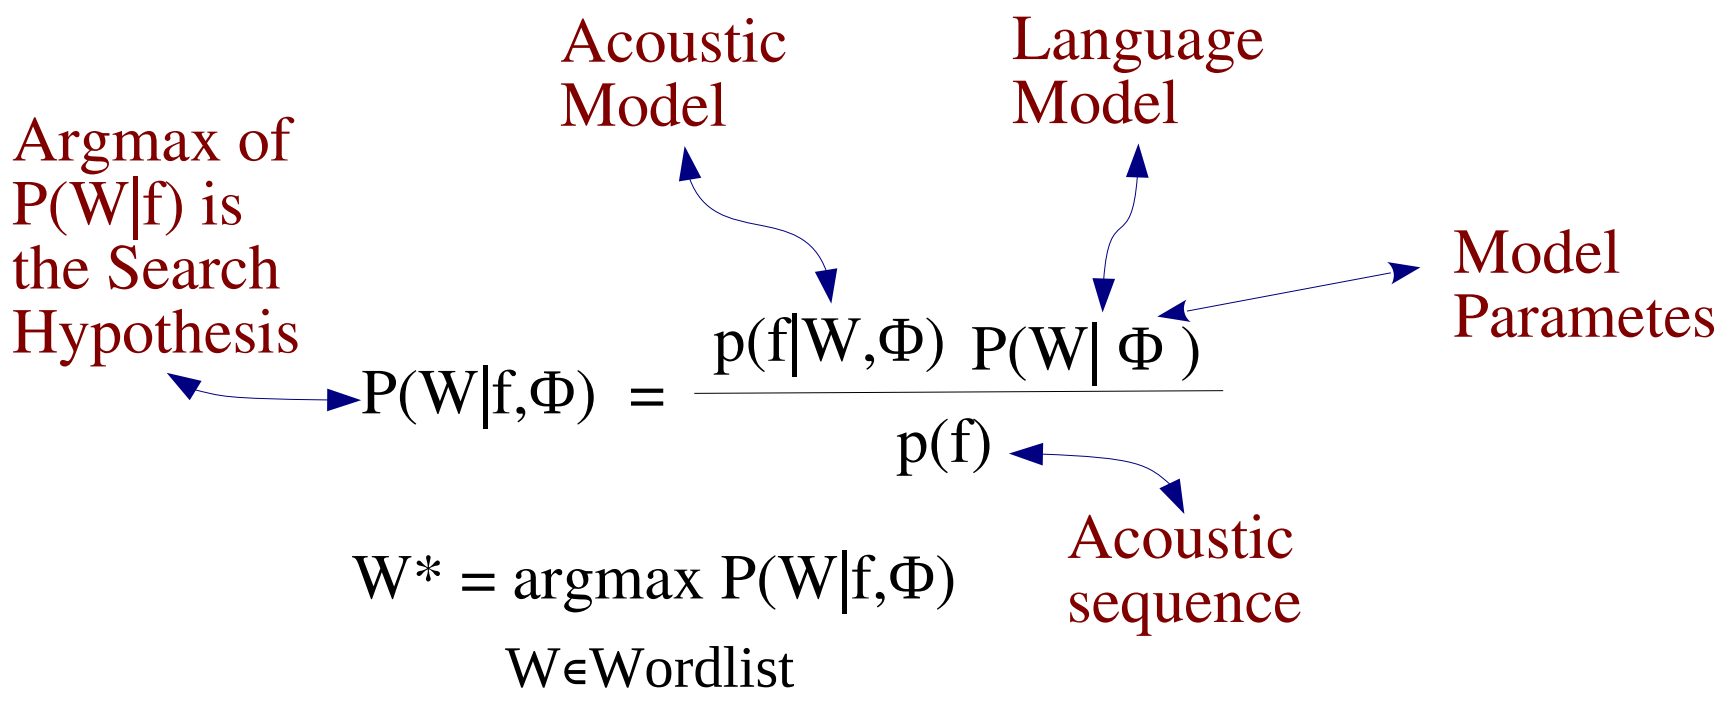 Acoustic
Model
Language
Model
Argmax of
P(W|f) is
the Search
Hypothesis
Model
Parametes
p(f|W,Φ) P(W| Φ )
P(W|f,Φ) =
p(f)
Acoustic
sequence
W* = argmax P(W|f,Φ)
W∊Wordlist